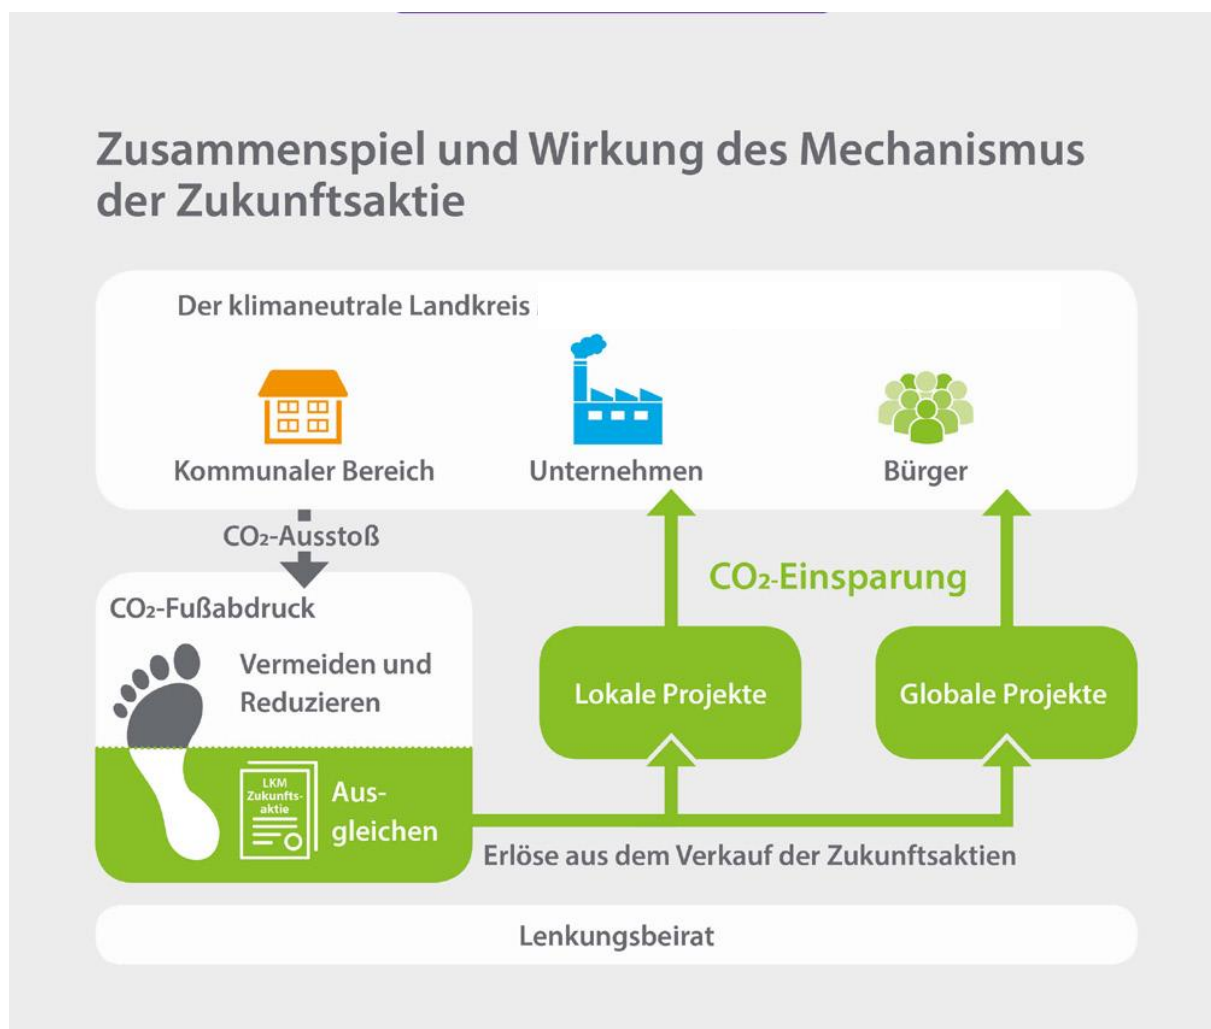 Zusammenspiel und Wirkung des Mechanismus
der Zukunftsaktie
Der klimaneutrale Landkreis
Kommunaler Bereich
Unternehmen
Bürger
CO₂-Ausstoß
CO₂-Fußabdruck
Vermeiden und
Reduzieren
LKM
Zukunfts-
aktie
Aus-
gleichen
CO₂-Einsparung
Lokale Projekte
Globale Projekte
Erlöse aus dem Verkauf der Zukunftsaktien
Lenkungsbeirat